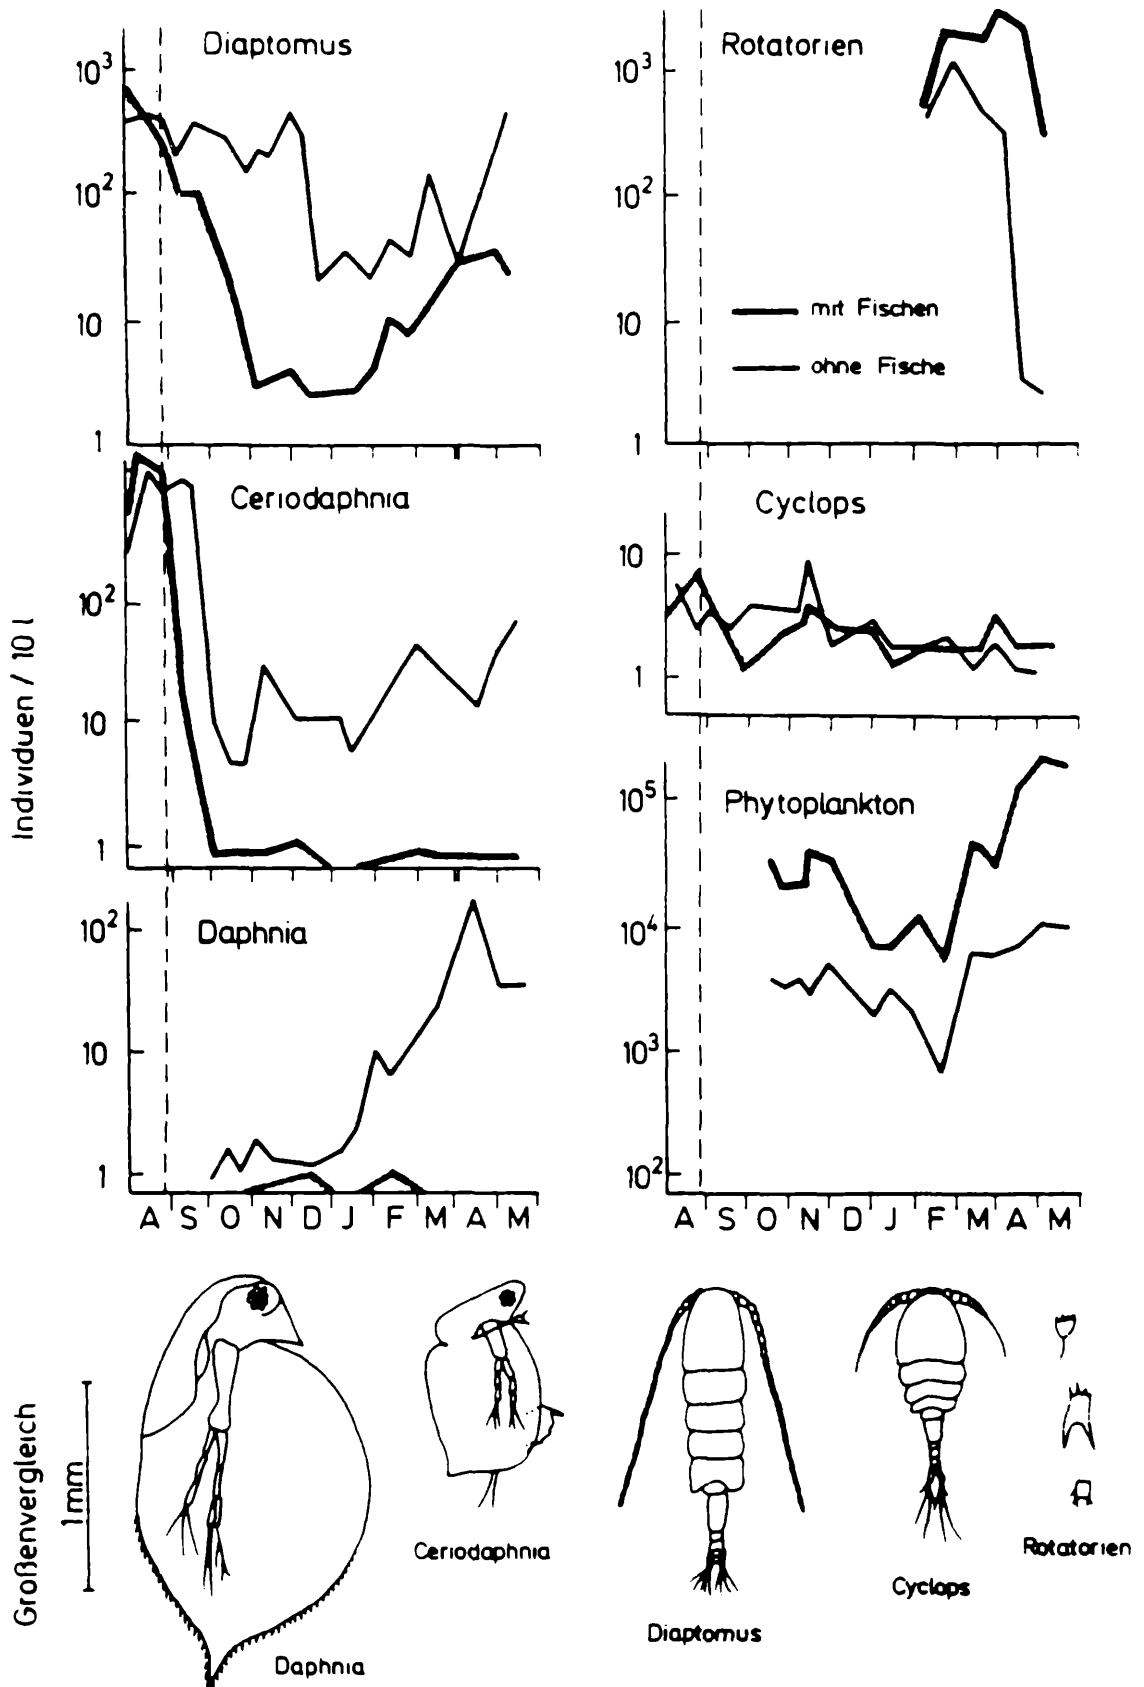 Diaptomus
10³
10²
10
1
Ceriodaphnia
10²
10
1
Daphnia
10²
10
1
A S O N D J F M A M
Individuen / 10 l
Rotatorien
10³
10²
10
1
mit Fischen
ohne Fische
Cyclops
10
1
Phytoplankton
10⁵
10⁴
10³
10²
A S O N D J F M A M
Großenvergleich
1mm
Daphnia
Ceriodaphnia
Diaptomus
Cyclops
Rotatorien